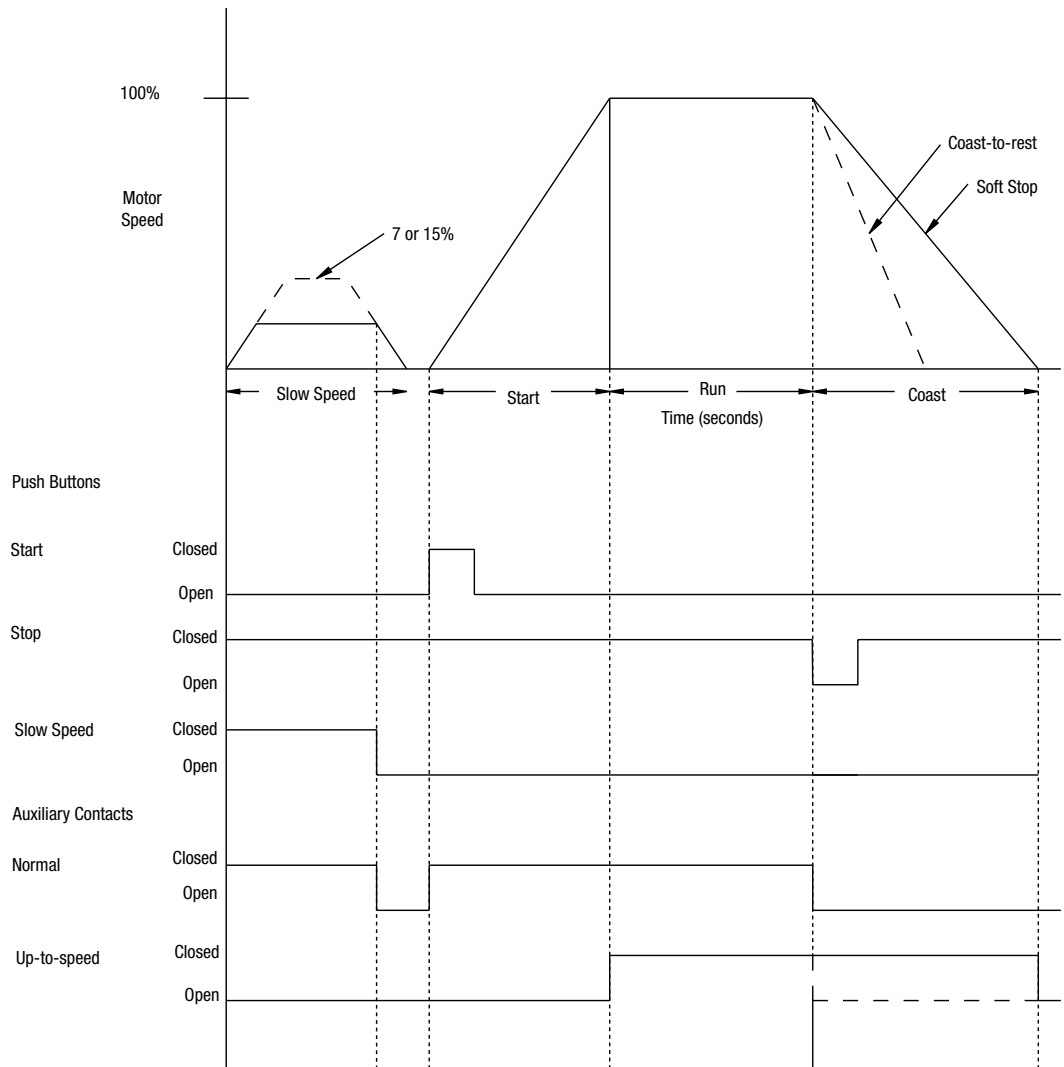 100%
Motor
Speed
7 or 15%
Coast-to-rest
Soft Stop
Slow Speed
Start
Run
Time (seconds)
Coast
Push Buttons
Start
Closed
Open
Stop
Closed
Open
Slow Speed
Closed
Open
Auxiliary Contacts
Normal
Closed
Open
Up-to-speed
Closed
Open